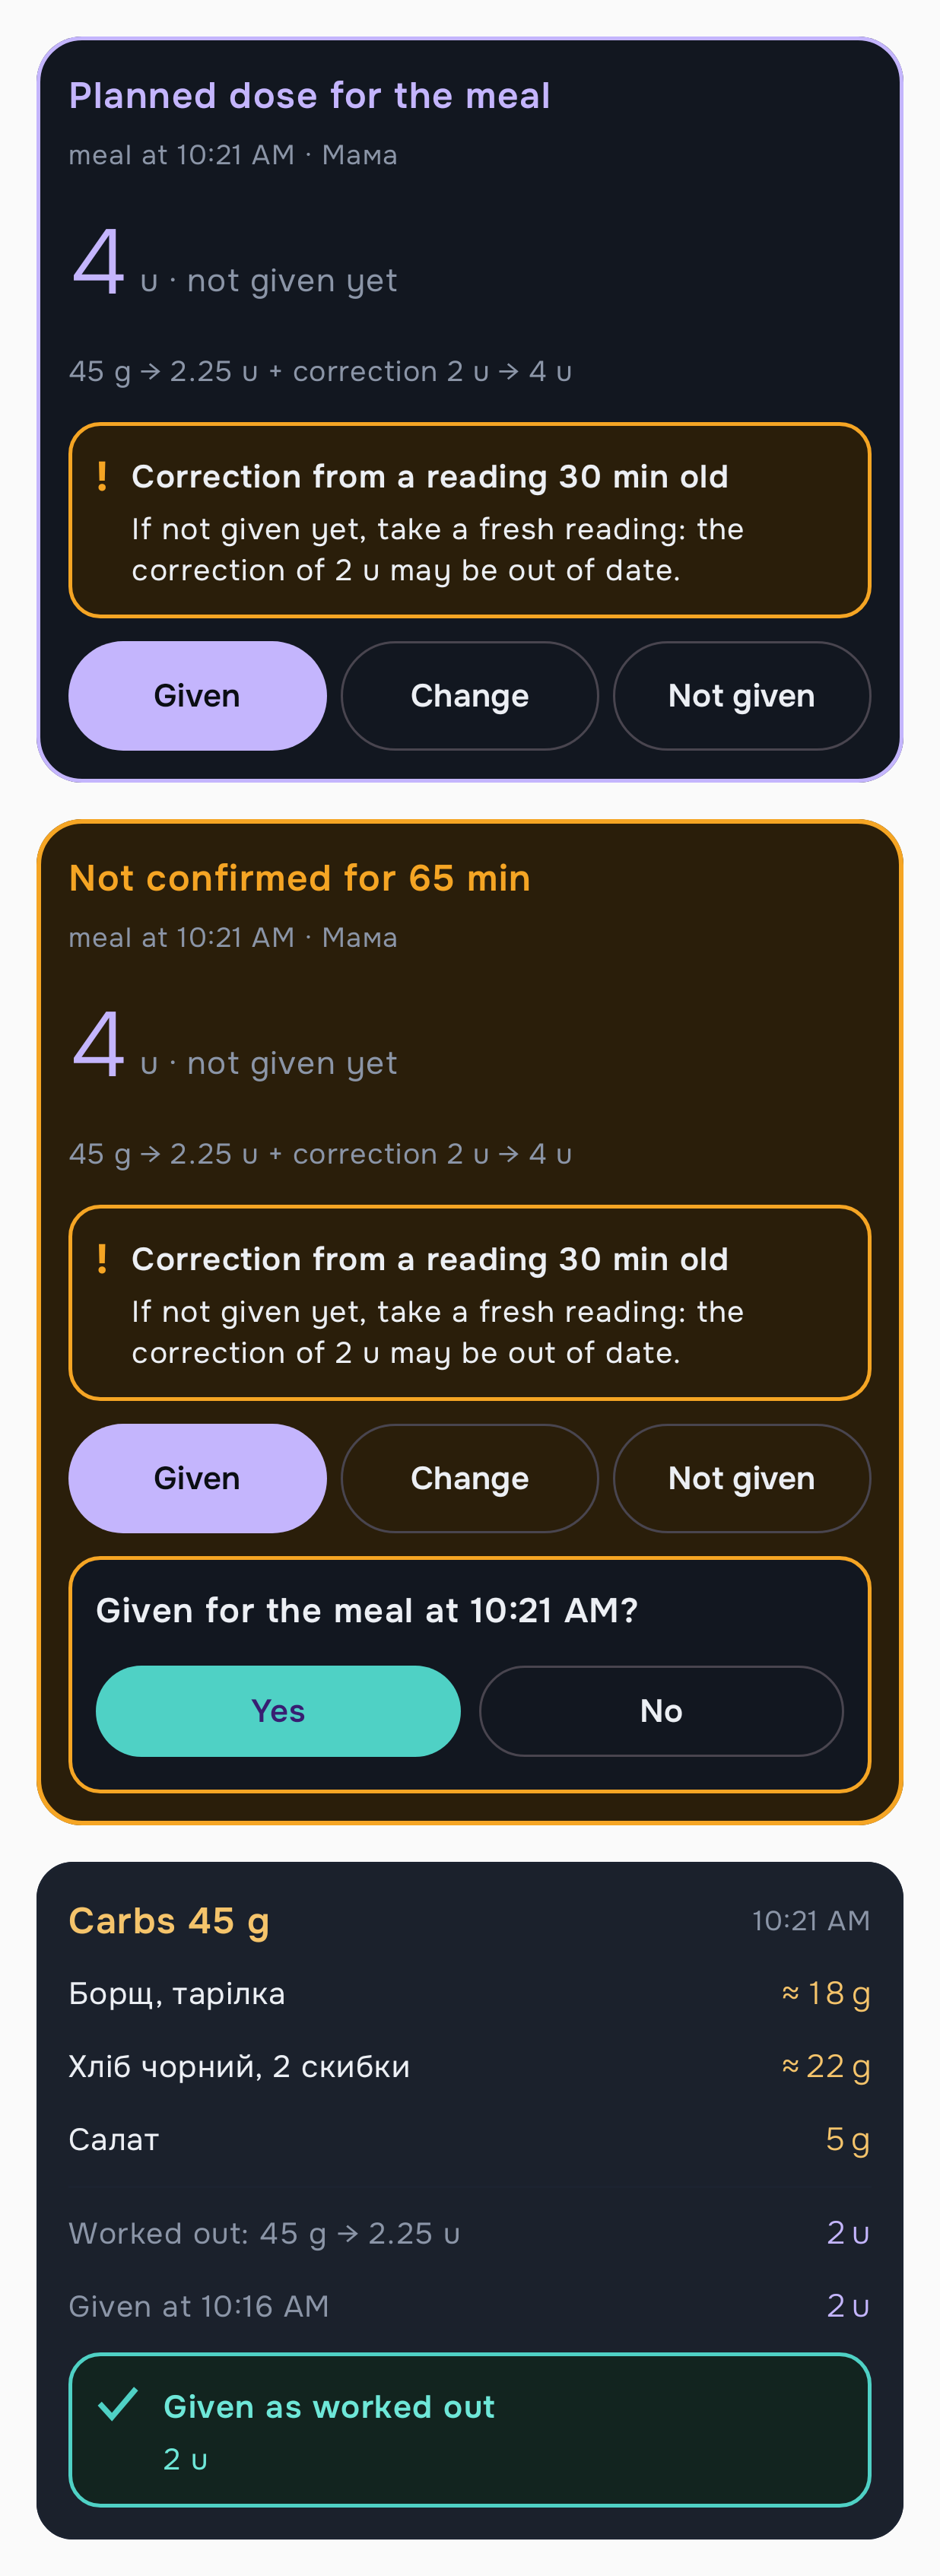 Planned dose for the meal
meal at 10:21 AM · Мама
4 u · not given yet
45 g → 2.25 u + correction 2 u → 4 u
! Correction from a reading 30 min old
If not given yet, take a fresh reading: the
correction of 2 u may be out of date.
Given Change Not given
Not confirmed for 65 min
meal at 10:21 AM · Мама
4 u · not given yet
45 g → 2.25 u + correction 2 u → 4 u
! Correction from a reading 30 min old
If not given yet, take a fresh reading: the
correction of 2 u may be out of date.
Given Change Not given
Given for the meal at 10:21 AM?
Yes No
Carbs 45 g 10:21 AM
Борщ, тарілка ≈ 18 g
Хліб чорний, 2 скибки ≈ 22 g
Салат 5 g
Worked out: 45 g → 2.25 u 2 u
Given at 10:16 AM 2 u
Given as worked out
2 u